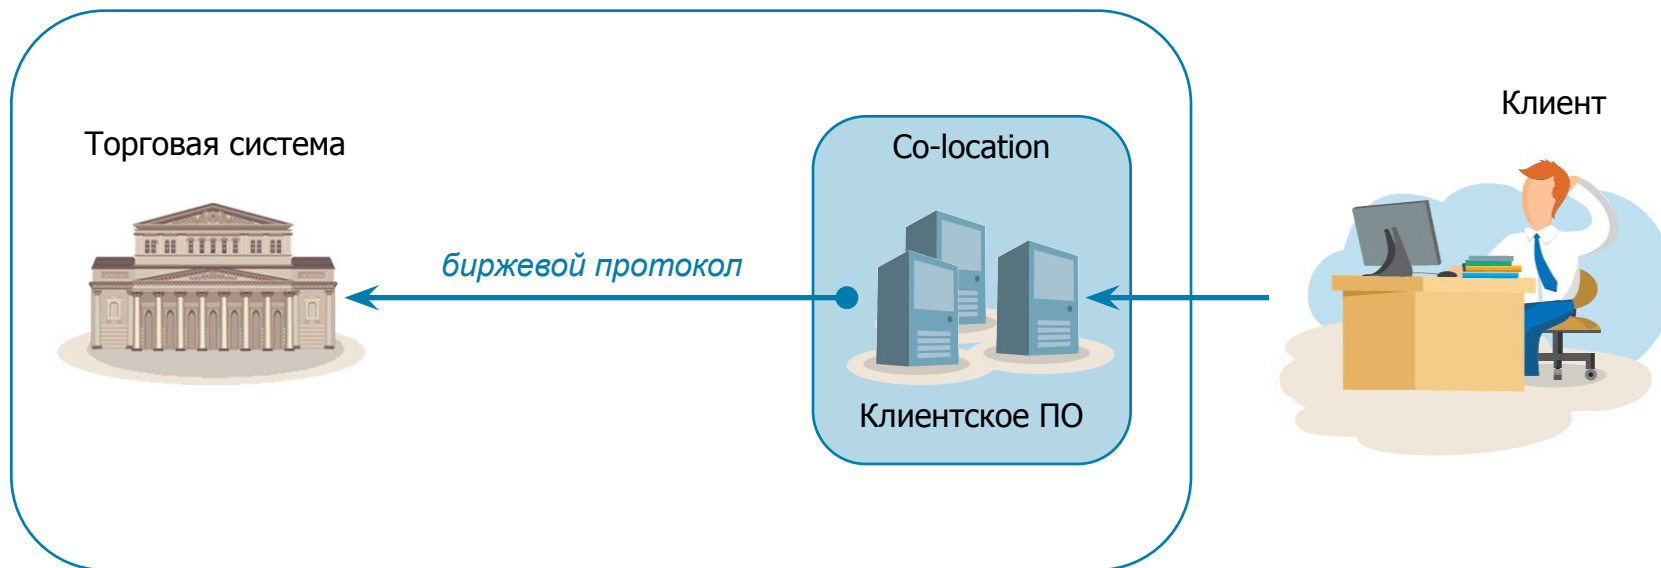 Клиент
Торговая система
Co-location
биржевой протокол
Клиентское ПО